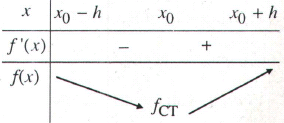 x x₀ − h x₀ x₀ + h
f '(x) − +
f(x)
f_CT